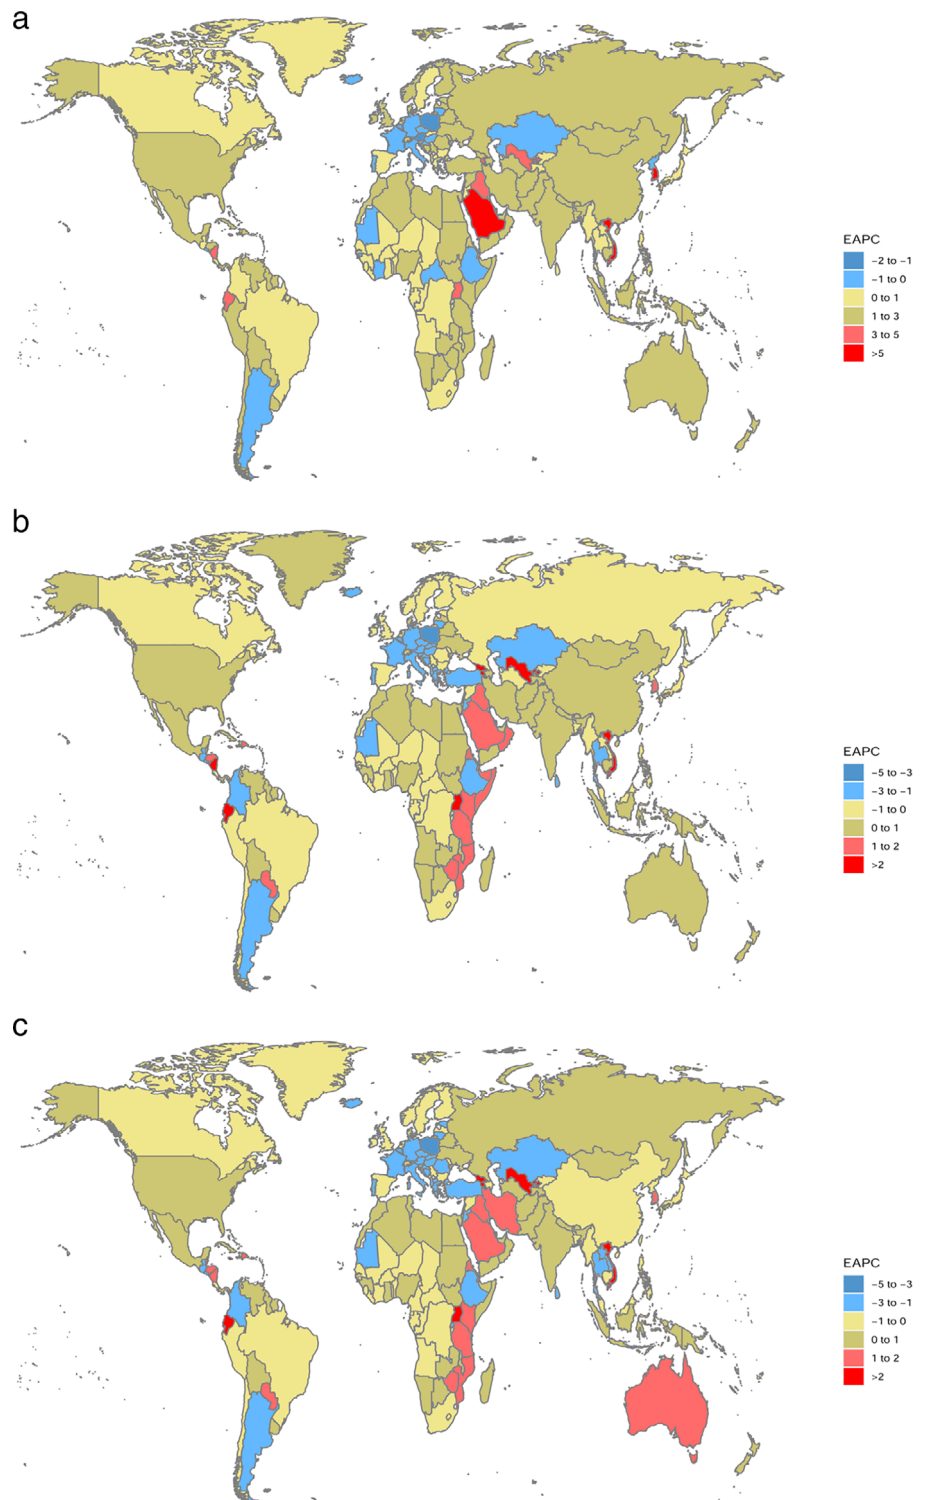 a
EAPC
−2 to −1
−1 to 0
0 to 1
1 to 3
3 to 5
>5
b
EAPC
−5 to −3
−3 to −1
−1 to 0
0 to 1
1 to 2
>2
c
EAPC
−5 to −3
−3 to −1
−1 to 0
0 to 1
1 to 2
>2